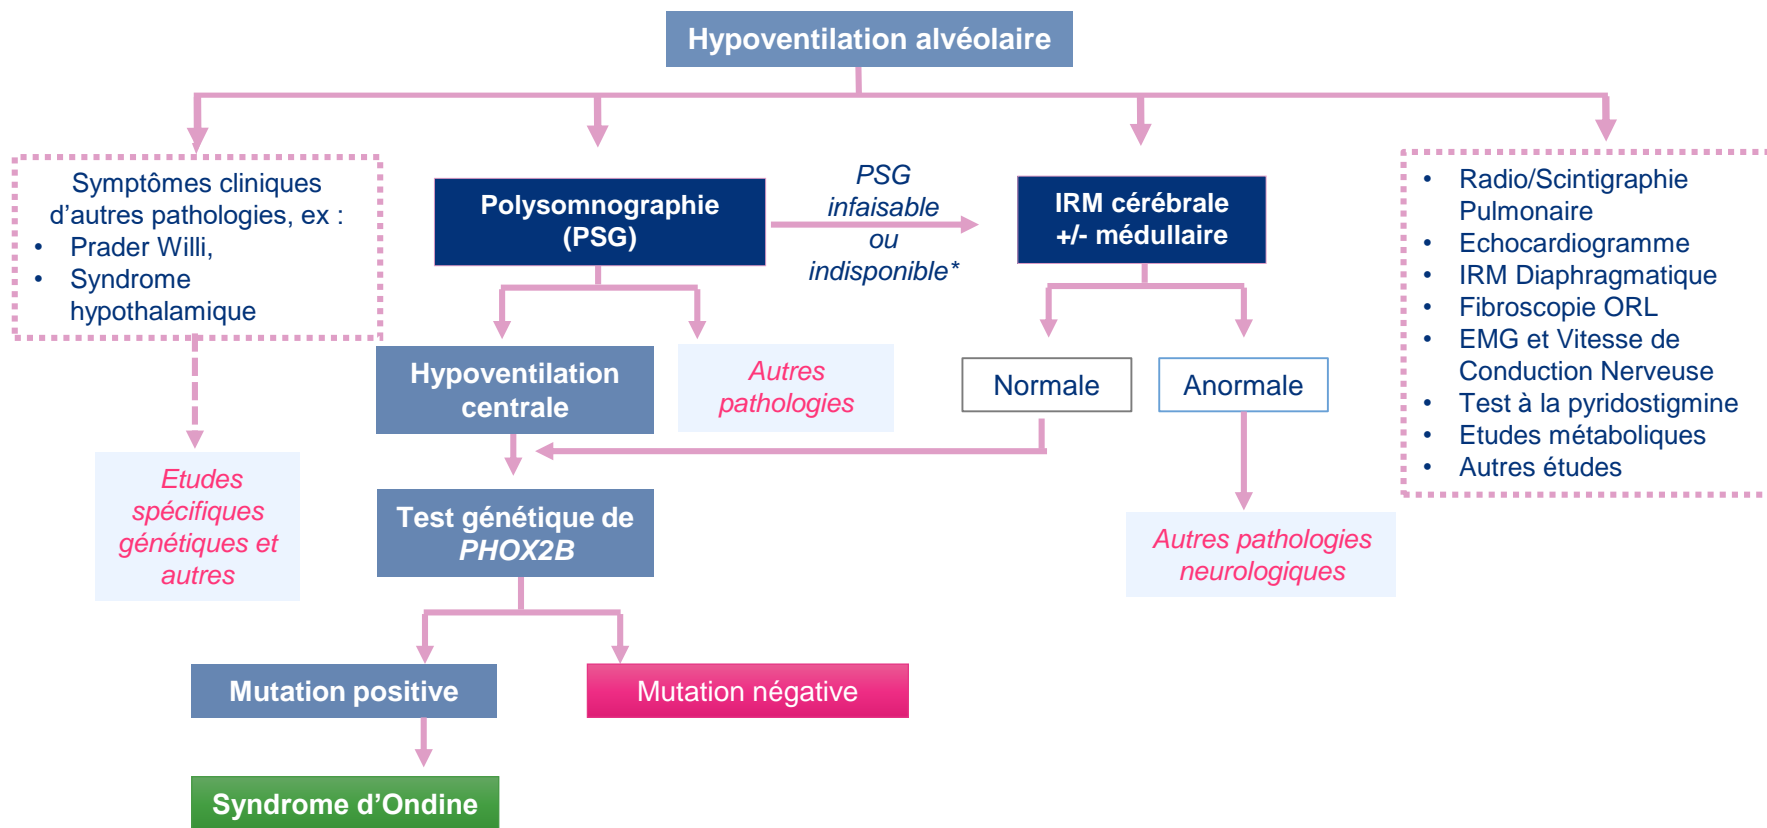 Hypoventilation alvéolaire
Symptômes cliniques
d’autres pathologies, ex :
• Prader Willi,
• Syndrome
hypothalamique
Polysomnographie
(PSG)
PSG
infaisable
ou
indisponible*
IRM cérébrale
+/- médullaire
• Radio/Scintigraphie
Pulmonaire
• Echocardiogramme
• IRM Diaphragmatique
• Fibroscopie ORL
• EMG et Vitesse de
Conduction Nerveuse
• Test à la pyridostigmine
• Etudes métaboliques
• Autres études
Hypoventilation
centrale
Autres
pathologies
Normale
Anormale
Etudes
spécifiques
génétiques et
autres
Test génétique de
PHOX2B
Autres pathologies
neurologiques
Mutation positive
Mutation négative
Syndrome d’Ondine